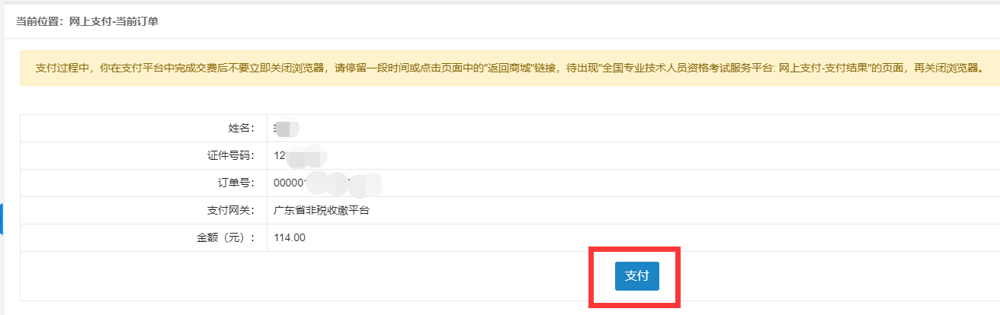 当前位置：网上支付-当前订单
支付过程中，你在支付平台中完成交费后不要立即关闭浏览器，请停留一段时间或点击页面中的"返回商城"链接，待出现"全国专业技术人员资格考试服务平台: 网上支付-支付结果"的页面，再关闭浏览器。
姓名：
证件号码： 12
订单号： 00000
支付网关： 广东省非税收缴平台
金额（元）： 114.00
支付